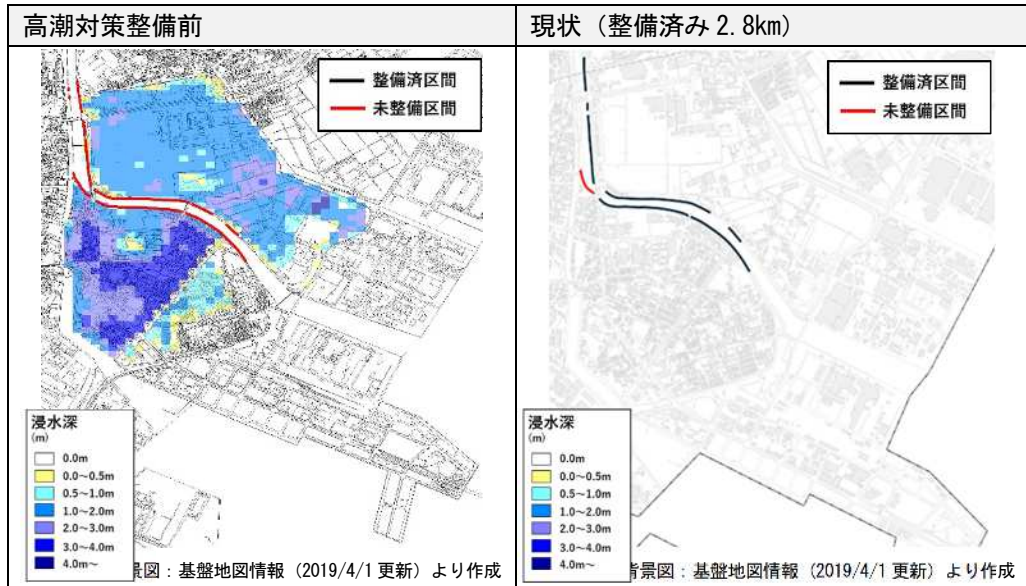 高潮対策整備前
現状（整備済み 2.8km）
整備済区間
未整備区間
整備済区間
未整備区間
浸水深
(m)
0.0m
0.0～0.5m
0.5～1.0m
1.0～2.0m
2.0～3.0m
3.0～4.0m
4.0m～
景図：基盤地図情報（2019/4/1 更新）より作成
浸水深
(m)
0.0m
0.0～0.5m
0.5～1.0m
1.0～2.0m
2.0～3.0m
3.0～4.0m
4.0m～
背景図：基盤地図情報（2019/4/1 更新）より作成